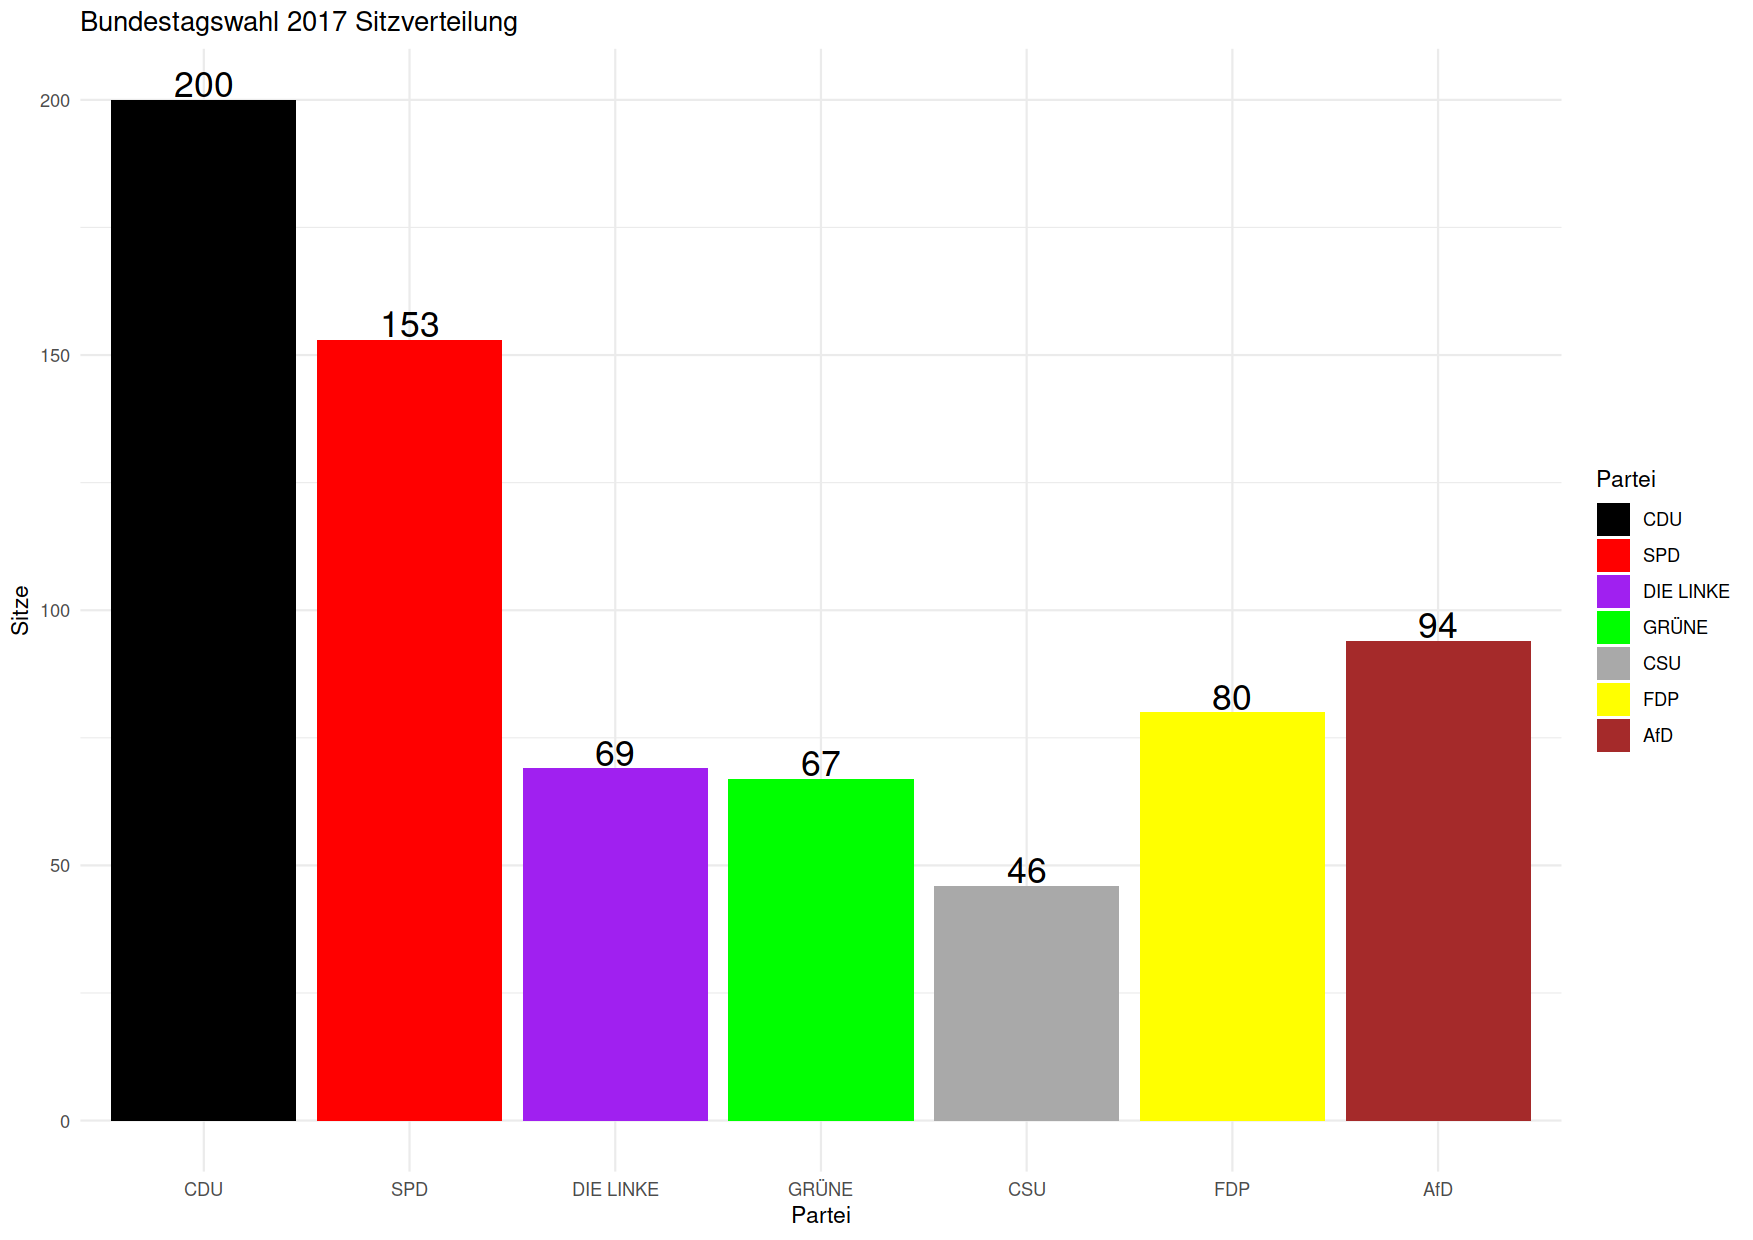 Bundestagswahl 2017 Sitzverteilung
200
153
69
67
46
80
94
200
150
100
50
0
Sitze
CDU
SPD
DIE LINKE
GRÜNE
CSU
FDP
AfD
Partei
Partei
CDU
SPD
DIE LINKE
GRÜNE
CSU
FDP
AfD